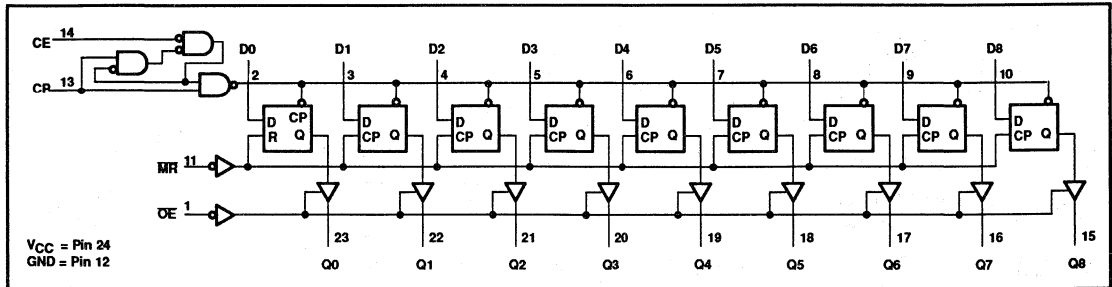 CE 14
CP 13
D0 D1 D2 D3 D4 D5 D6 D7 D8
2 3 4 5 6 7 8 9 10
D CP R Q
D CP Q
D CP Q
D CP Q
D CP Q
D CP Q
D CP Q
D CP Q
D CP Q
MR 11
OE 1
23 22 21 20 19 18 17 16 15
Q0 Q1 Q2 Q3 Q4 Q5 Q6 Q7 Q8
VCC = Pin 24
GND = Pin 12